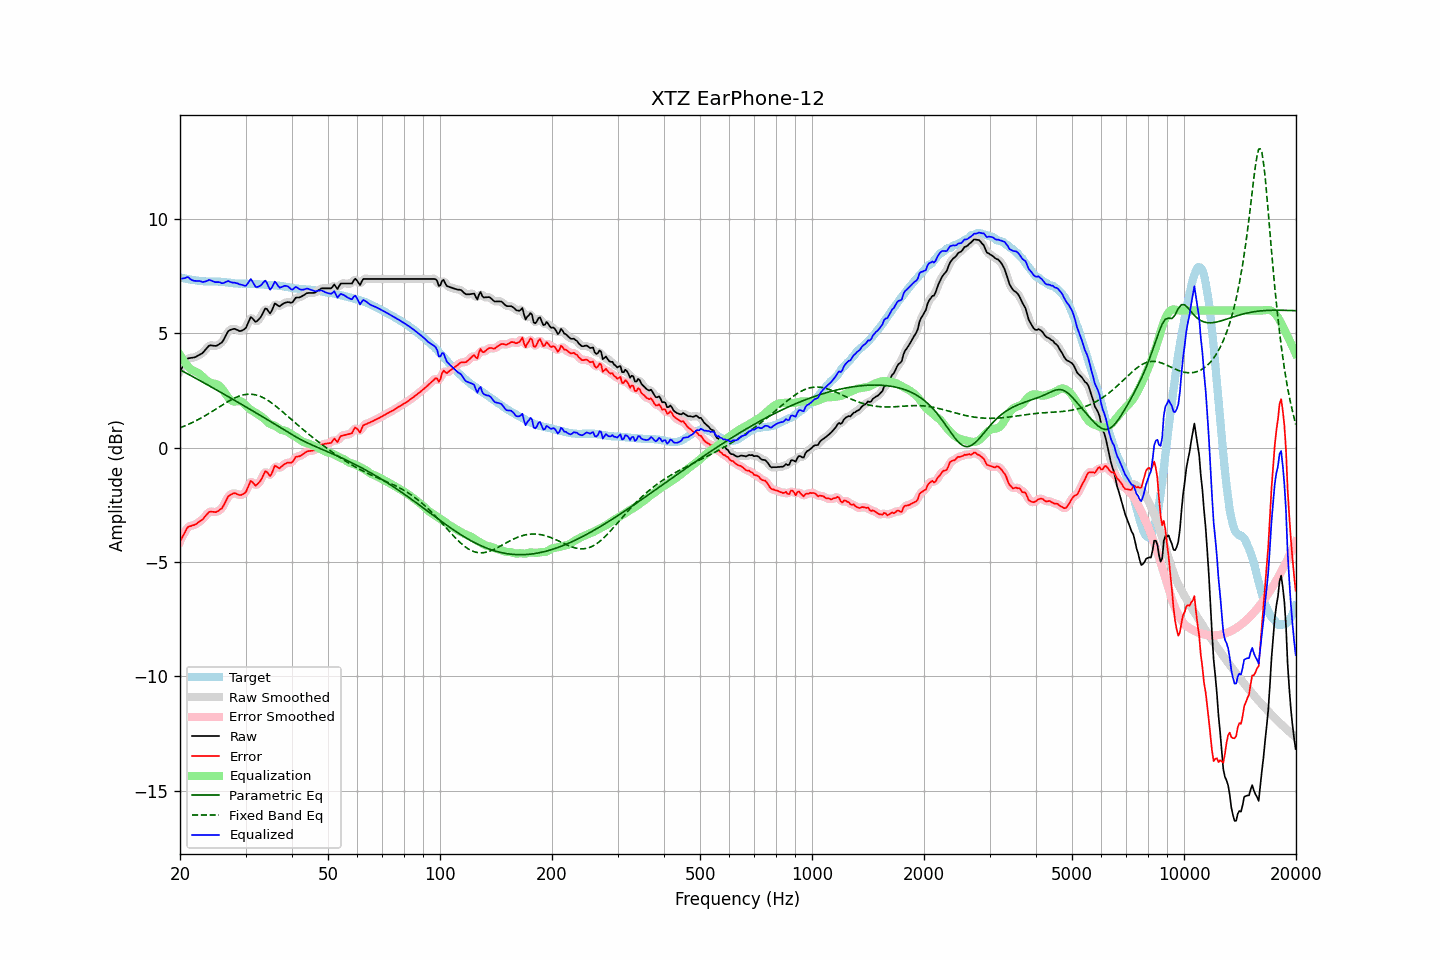 XTZ EarPhone-12
Amplitude (dBr)
10
5
0
−5
−10
−15
Target
Raw Smoothed
Error Smoothed
Raw
Error
Equalization
Parametric Eq
Fixed Band Eq
Equalized
20 50 100 200 500 1000 2000 5000 10000 20000
Frequency (Hz)